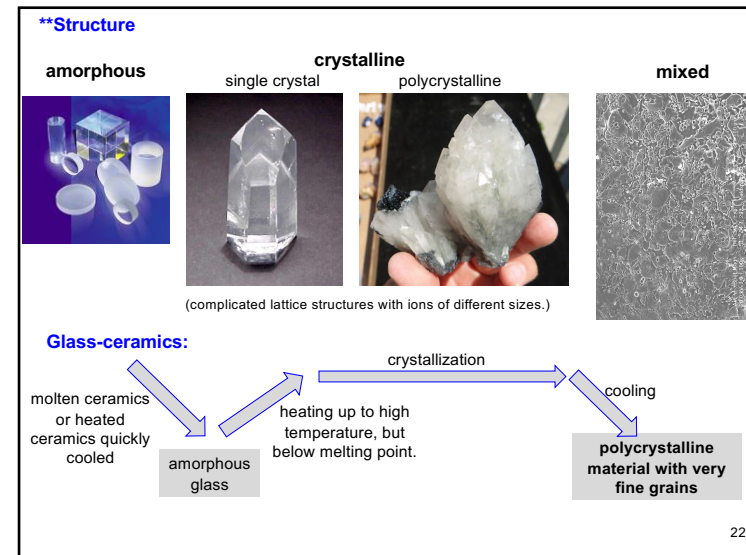 **Structure
amorphous
crystalline
single crystal
polycrystalline
mixed
(complicated lattice structures with ions of different sizes.)
Glass-ceramics:
molten ceramics
or heated
ceramics quickly
cooled
amorphous
glass
heating up to high
temperature, but
below melting point.
crystallization
cooling
polycrystalline
material with very
fine grains
22